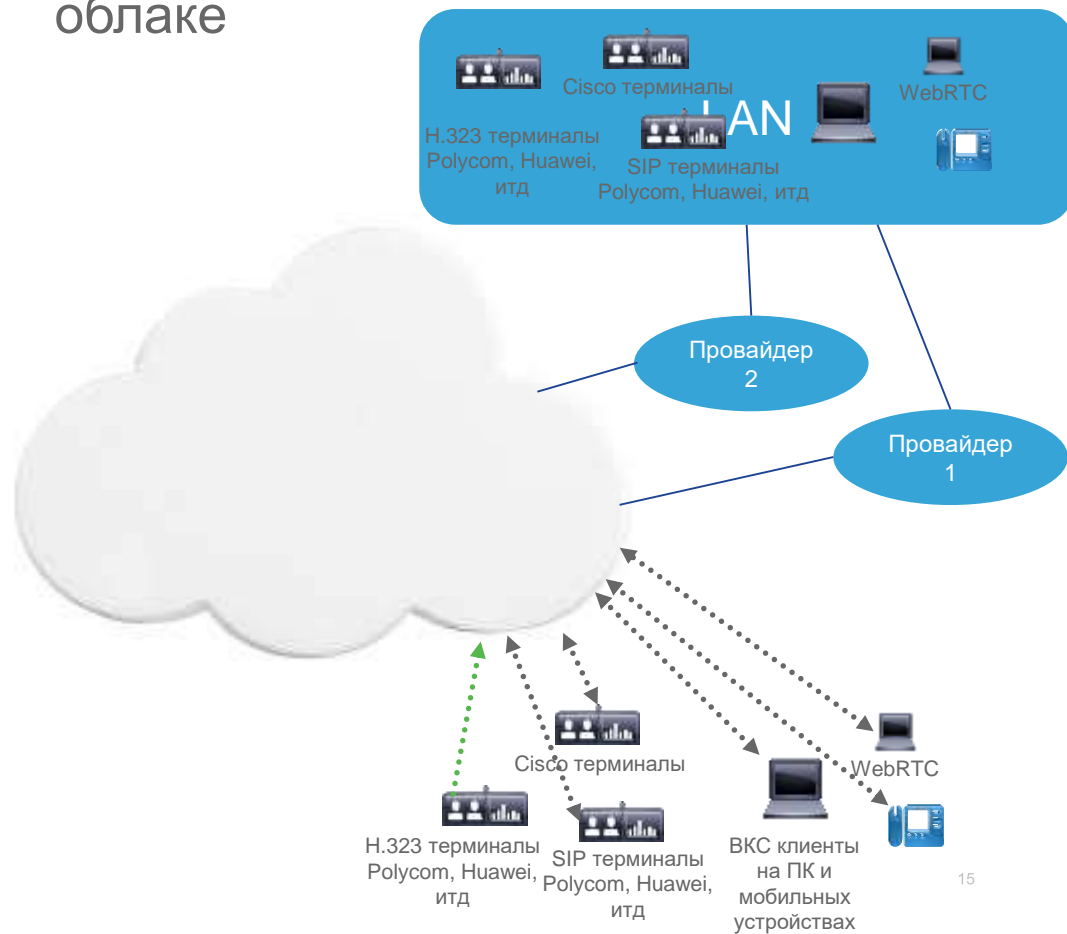 облаке
Cisco терминалы
LAN
WebRTC
H.323 терминалы
Polycom, Huawei,
итд
SIP терминалы
Polycom, Huawei, итд
Провайдер
2
Провайдер
1
Cisco терминалы
WebRTC
H.323 терминалы
Polycom, Huawei,
итд
SIP терминалы
Polycom, Huawei,
итд
ВКС клиенты
на ПК и
мобильных
устройствах
15